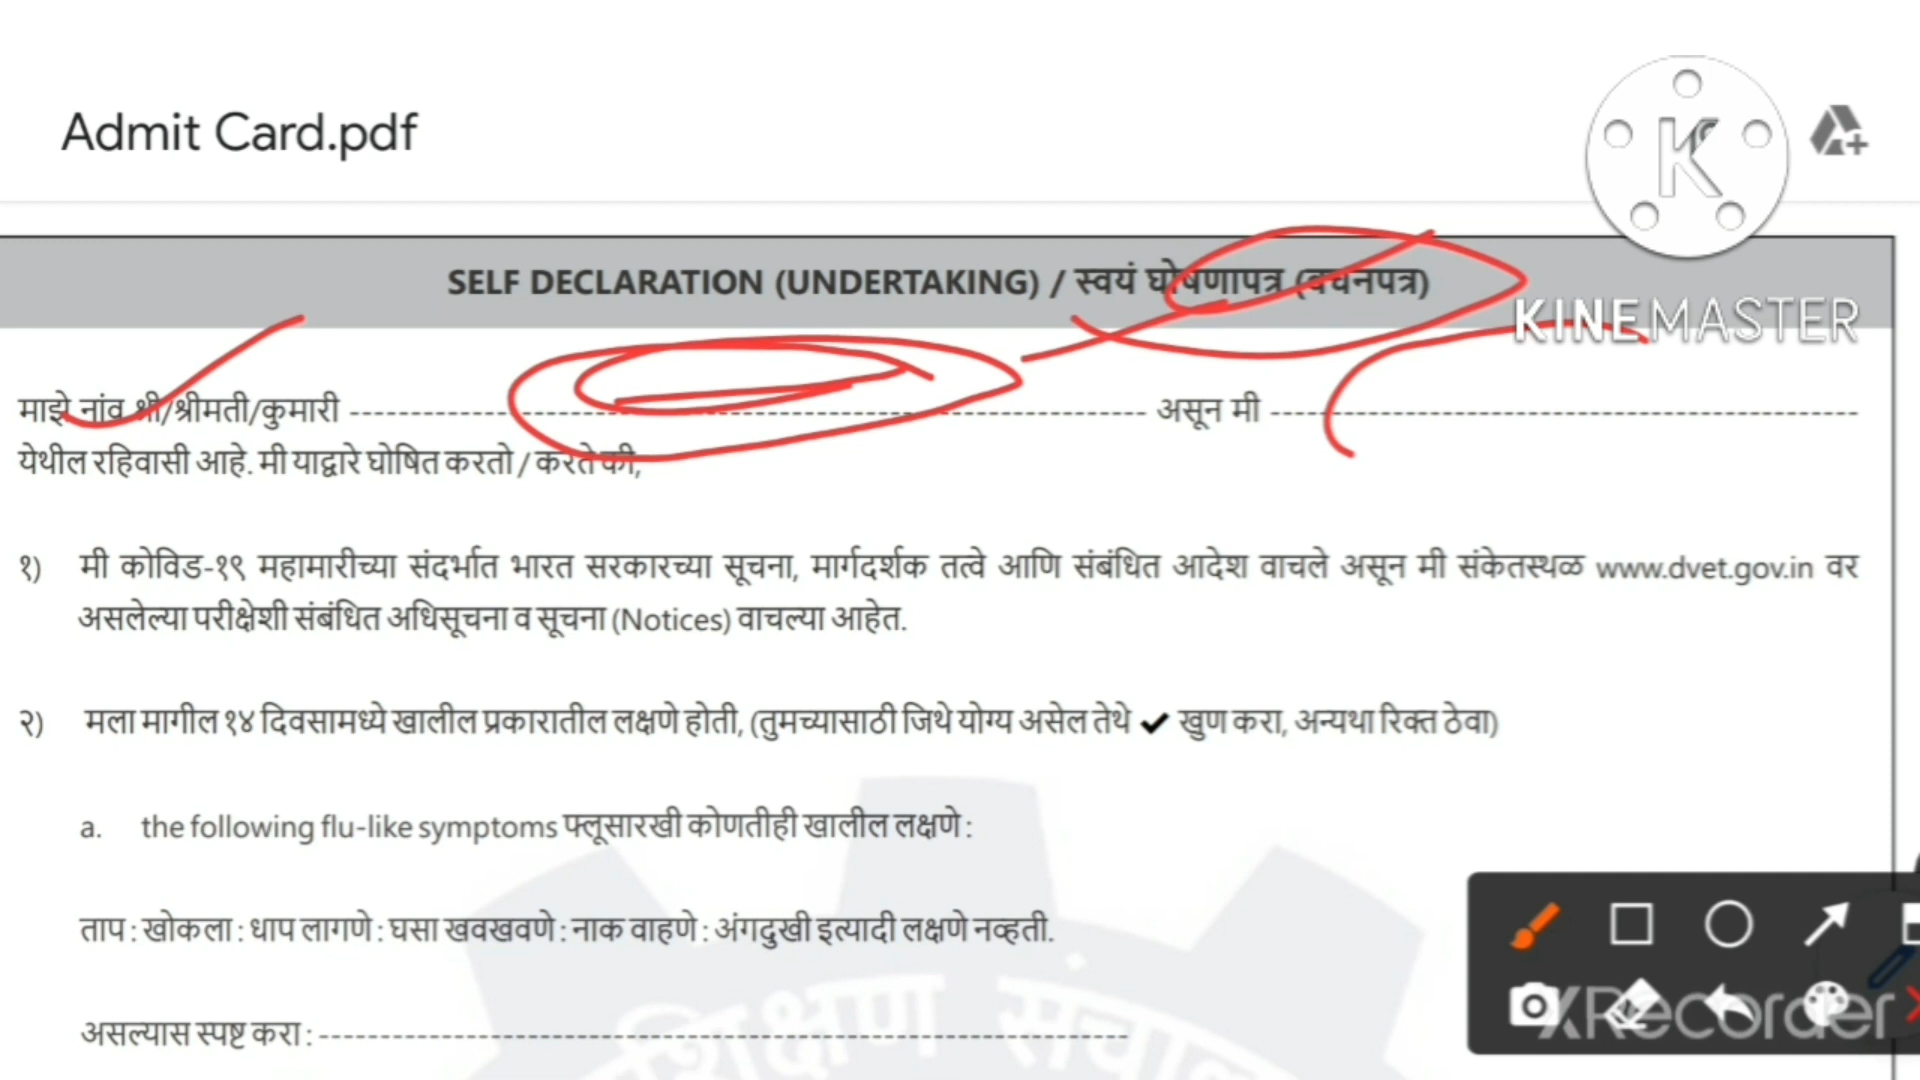 Admit Card.pdf
K
KINEMASTER
SELF DECLARATION (UNDERTAKING) / स्वयं घोषणापत्र (वचनपत्र)
माझे नांव श्री/श्रीमती/कुमारी ---------------------------------------- असून मी ----------------------------------------
येथील रहिवासी आहे. मी याद्वारे घोषित करतो / करते की,
१) मी कोविड-१९ महामारीच्या संदर्भात भारत सरकारच्या सूचना, मार्गदर्शक तत्वे आणि संबंधित आदेश वाचले असून मी संकेतस्थळ www.dvet.gov.in वर
असलेल्या परीक्षेशी संबंधित अधिसूचना व सूचना (Notices) वाचल्या आहेत.
२) मला मागील १४ दिवसामध्ये खालील प्रकारातील लक्षणे होती, (तुमच्यासाठी जिथे योग्य असेल तेथे ✔ खुण करा, अन्यथा रिक्त ठेवा)
a. the following flu-like symptoms फ्लूसारखी कोणतीही खालील लक्षणे :
ताप : खोकला : धाप लागणे : घसा खवखवणे : नाक वाहणे : अंगदुखी इत्यादी लक्षणे नव्हती.
असल्यास स्पष्ट करा : ----------------------------------------
शिक्षण संचाल
XRecorder